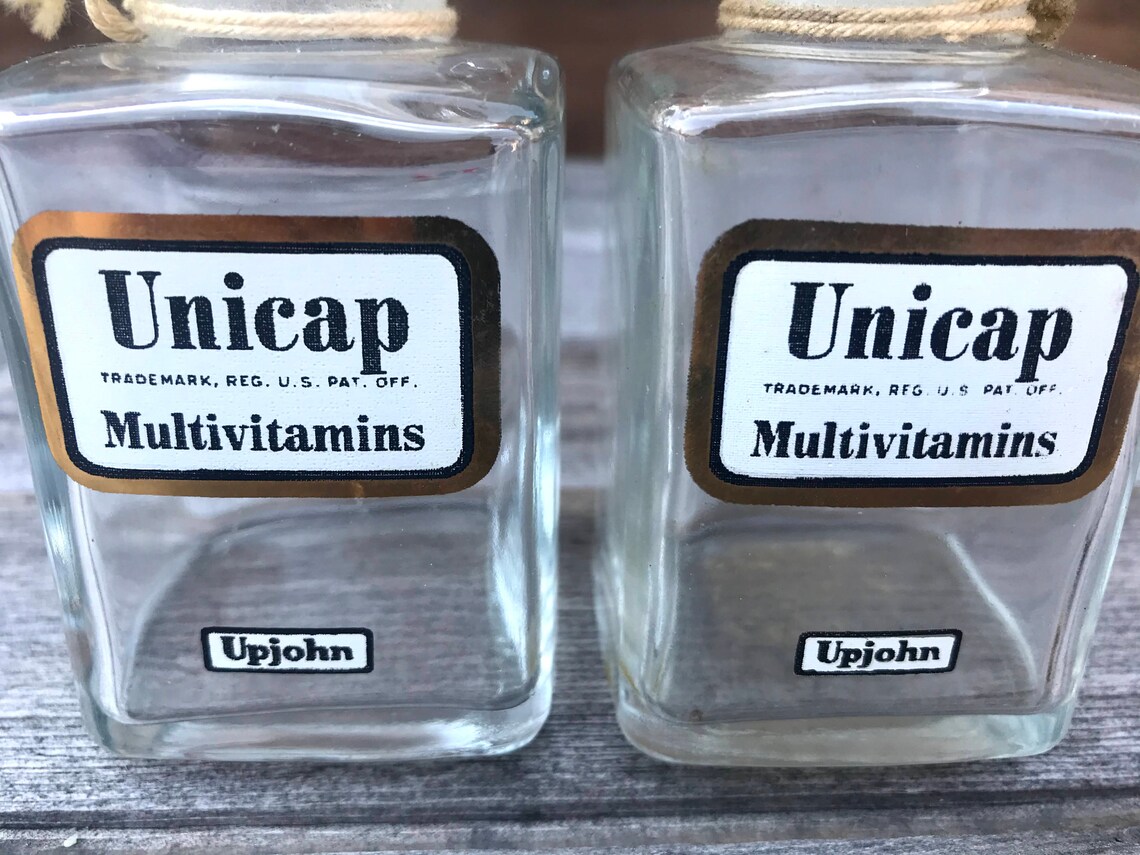 Unicap
TRADEMARK, REG. U.S. PAT. OFF.
Multivitamins
Upjohn
Unicap
TRADEMARK, REG. U.S. PAT. OFF.
Multivitamins
Upjohn